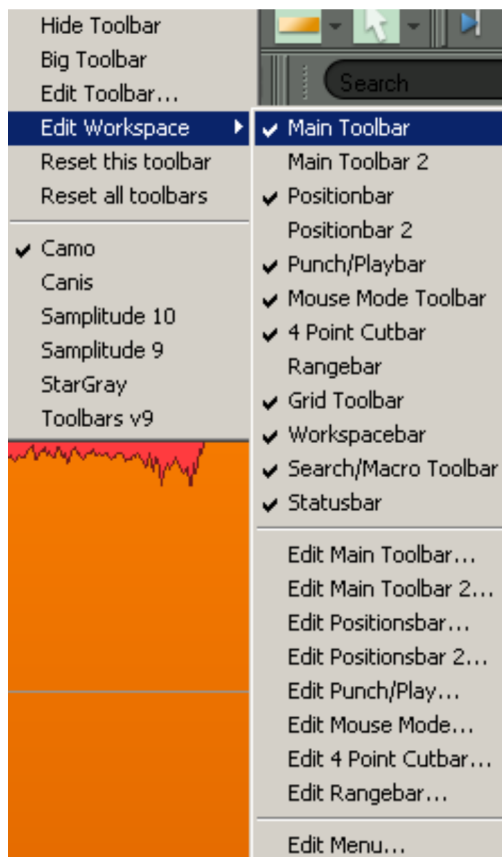 Hide Toolbar
Big Toolbar
Edit Toolbar...
Edit Workspace
Reset this toolbar
Reset all toolbars
Camo
Canis
Samplitude 10
Samplitude 9
StarGray
Toolbars v9
Search
Main Toolbar
Main Toolbar 2
Positionbar
Positionbar 2
Punch/Playbar
Mouse Mode Toolbar
4 Point Cutbar
Rangebar
Grid Toolbar
Workspacebar
Search/Macro Toolbar
Statusbar
Edit Main Toolbar...
Edit Main Toolbar 2...
Edit Positionsbar...
Edit Positionsbar 2...
Edit Punch/Play...
Edit Mouse Mode...
Edit 4 Point Cutbar...
Edit Rangebar...
Edit Menu...